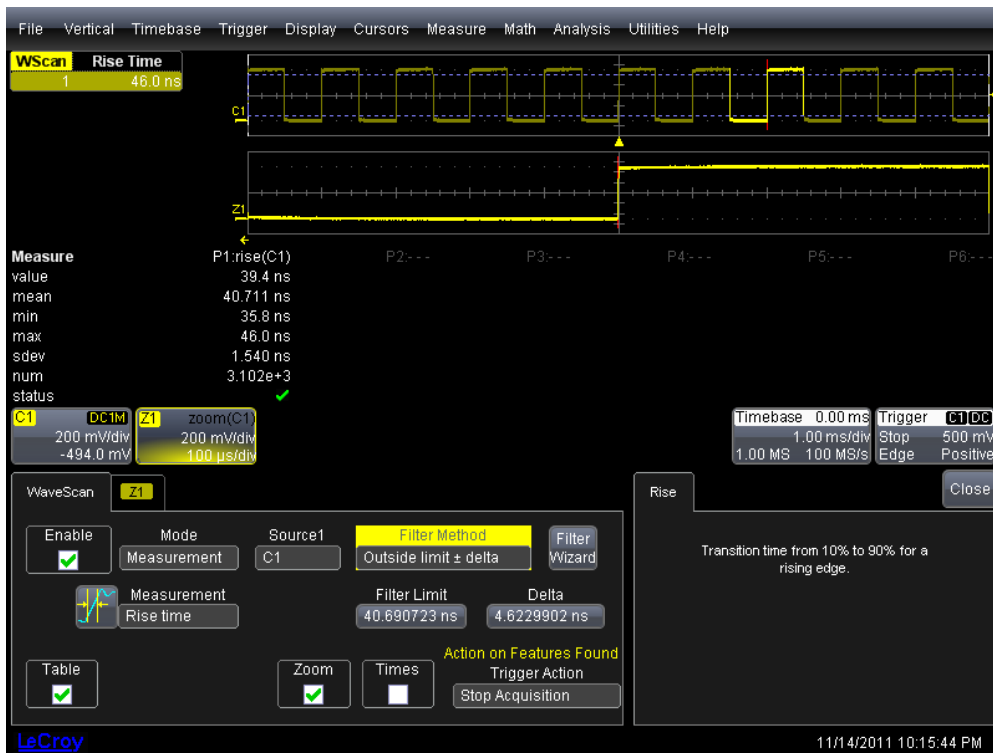 File Vertical Timebase Trigger Display Cursors Measure Math Analysis Utilities Help
WScan Rise Time
1 46.0 ns
C1
Z1
Measure P1:rise(C1) P2:- - - P3:- - - P4:- - - P5:- - - P6:- - -
value 39.4 ns
mean 40.711 ns
min 35.8 ns
max 46.0 ns
sdev 1.540 ns
num 3.102e+3
status
C1 DC1M Z1 zoom(C1) Timebase 0.00 ms Trigger C1 DC
200 mV/div 200 mV/div 1.00 ms/div Stop 500 mV
-494.0 mV 1.00 µs/div 1.00 MS 100 MS/s Edge Positive
WaveScan Z1 Rise Close
Enable Mode Source1 Filter Method Filter Wizard
Measurement C1 Outside limit ± delta
Transition time from 10% to 90% for a
rising edge.
Measurement Filter Limit Delta
Rise time 40.690723 ns 4.6229902 ns
Action on Features Found
Table Zoom Times Trigger Action
Stop Acquisition
LeCroy 11/14/2011 10:15:44 PM